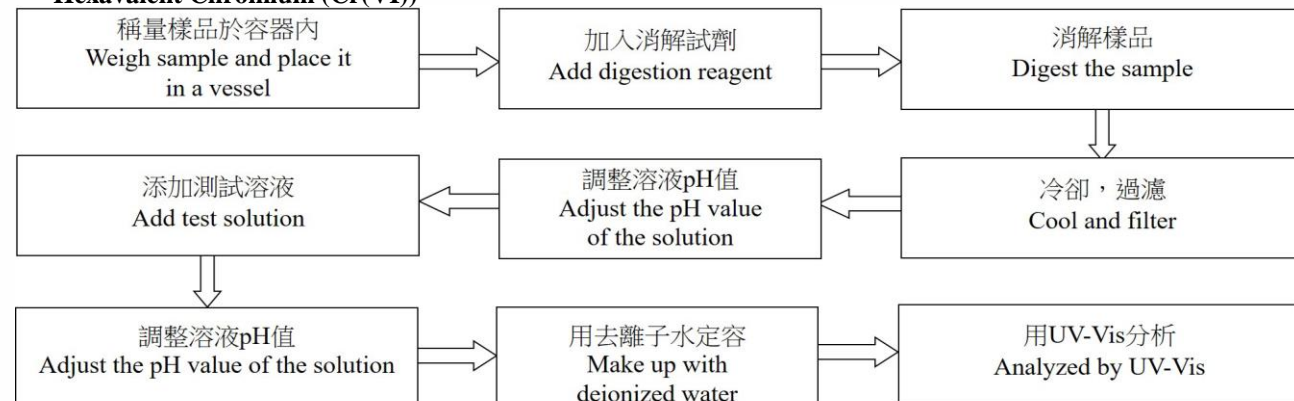 Hexavalent Chromium (Cr(VI))
稱量樣品於容器內
Weigh sample and place it
in a vessel
加入消解試劑
Add digestion reagent
消解樣品
Digest the sample
冷卻，過濾
Cool and filter
調整溶液pH值
Adjust the pH value
of the solution
添加測試溶液
Add test solution
調整溶液pH值
Adjust the pH value of the solution
用去離子水定容
Make up with
deionized water
用UV-Vis分析
Analyzed by UV-Vis